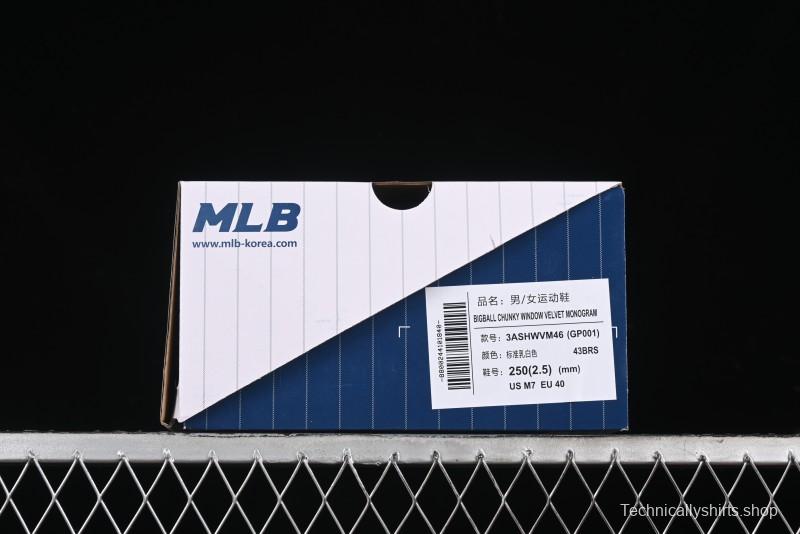 MLB
www.mlb-korea.com
品名：男/女运动鞋
BIGBALL CHUNKY WINDOW VELVET MONOGRAM
款号：3ASHWVM46 (GP001)
颜色：标准乳白色 43BRS
鞋号：250(2.5) (mm)
US M7 EU 40
Technicallyshirts.shop